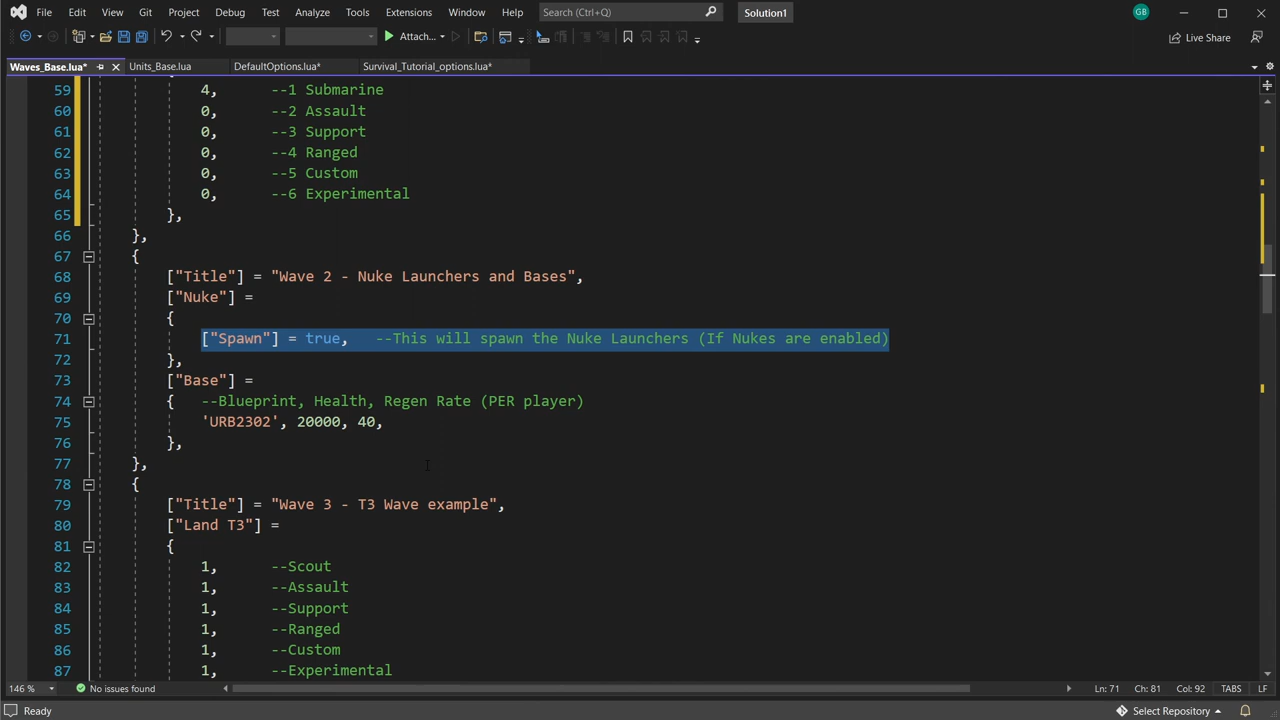 File Edit View Git Project Debug Test Analyze Tools Extensions Window Help Search (Ctrl+Q) Solution1 GB
Attach... Live Share
Waves_Base.lua* Units_Base.lua DefaultOptions.lua* Survival_Tutorial_options.lua*
59 4, --1 Submarine
60 0, --2 Assault
61 0, --3 Support
62 0, --4 Ranged
63 0, --5 Custom
64 0, --6 Experimental
65 },
66 },
67 {
68 ["Title"] = "Wave 2 - Nuke Launchers and Bases",
69 ["Nuke"] =
70 {
71 ["Spawn"] = true, --This will spawn the Nuke Launchers (If Nukes are enabled)
72 },
73 ["Base"] =
74 { --Blueprint, Health, Regen Rate (PER player)
75 'URB2302', 20000, 40,
76 },
77 },
78 {
79 ["Title"] = "Wave 3 - T3 Wave example",
80 ["Land T3"] =
81 {
82 1, --Scout
83 1, --Assault
84 1, --Support
85 1, --Ranged
86 1, --Custom
87 1, --Experimental
146 % No issues found Ln: 71 Ch: 81 Col: 92 TABS LF
Ready Select Repository